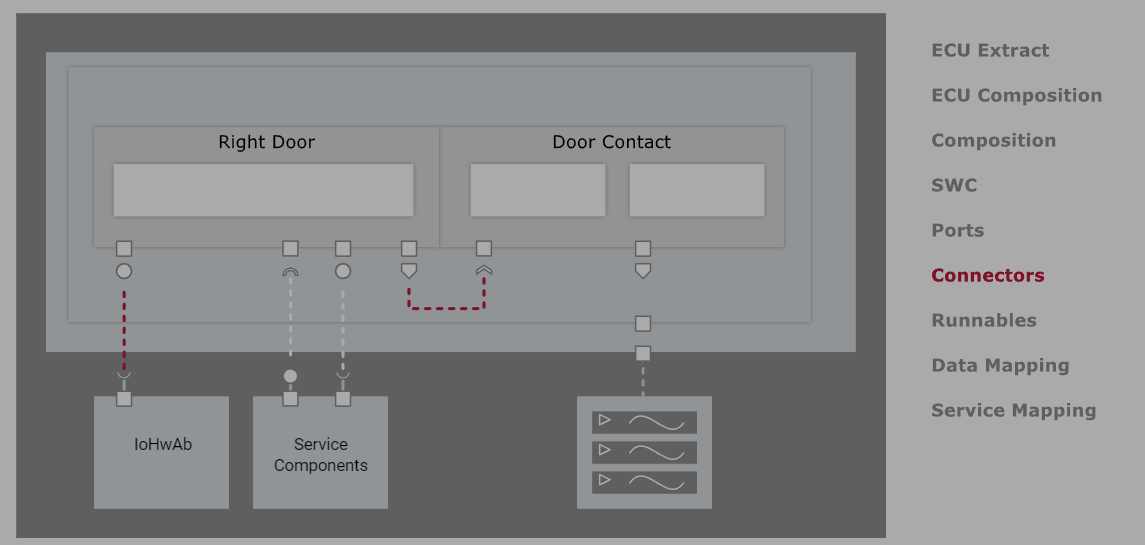 Right Door
Door Contact
IoHwAb
Service
Components
ECU Extract
ECU Composition
Composition
SWC
Ports
Connectors
Runnables
Data Mapping
Service Mapping